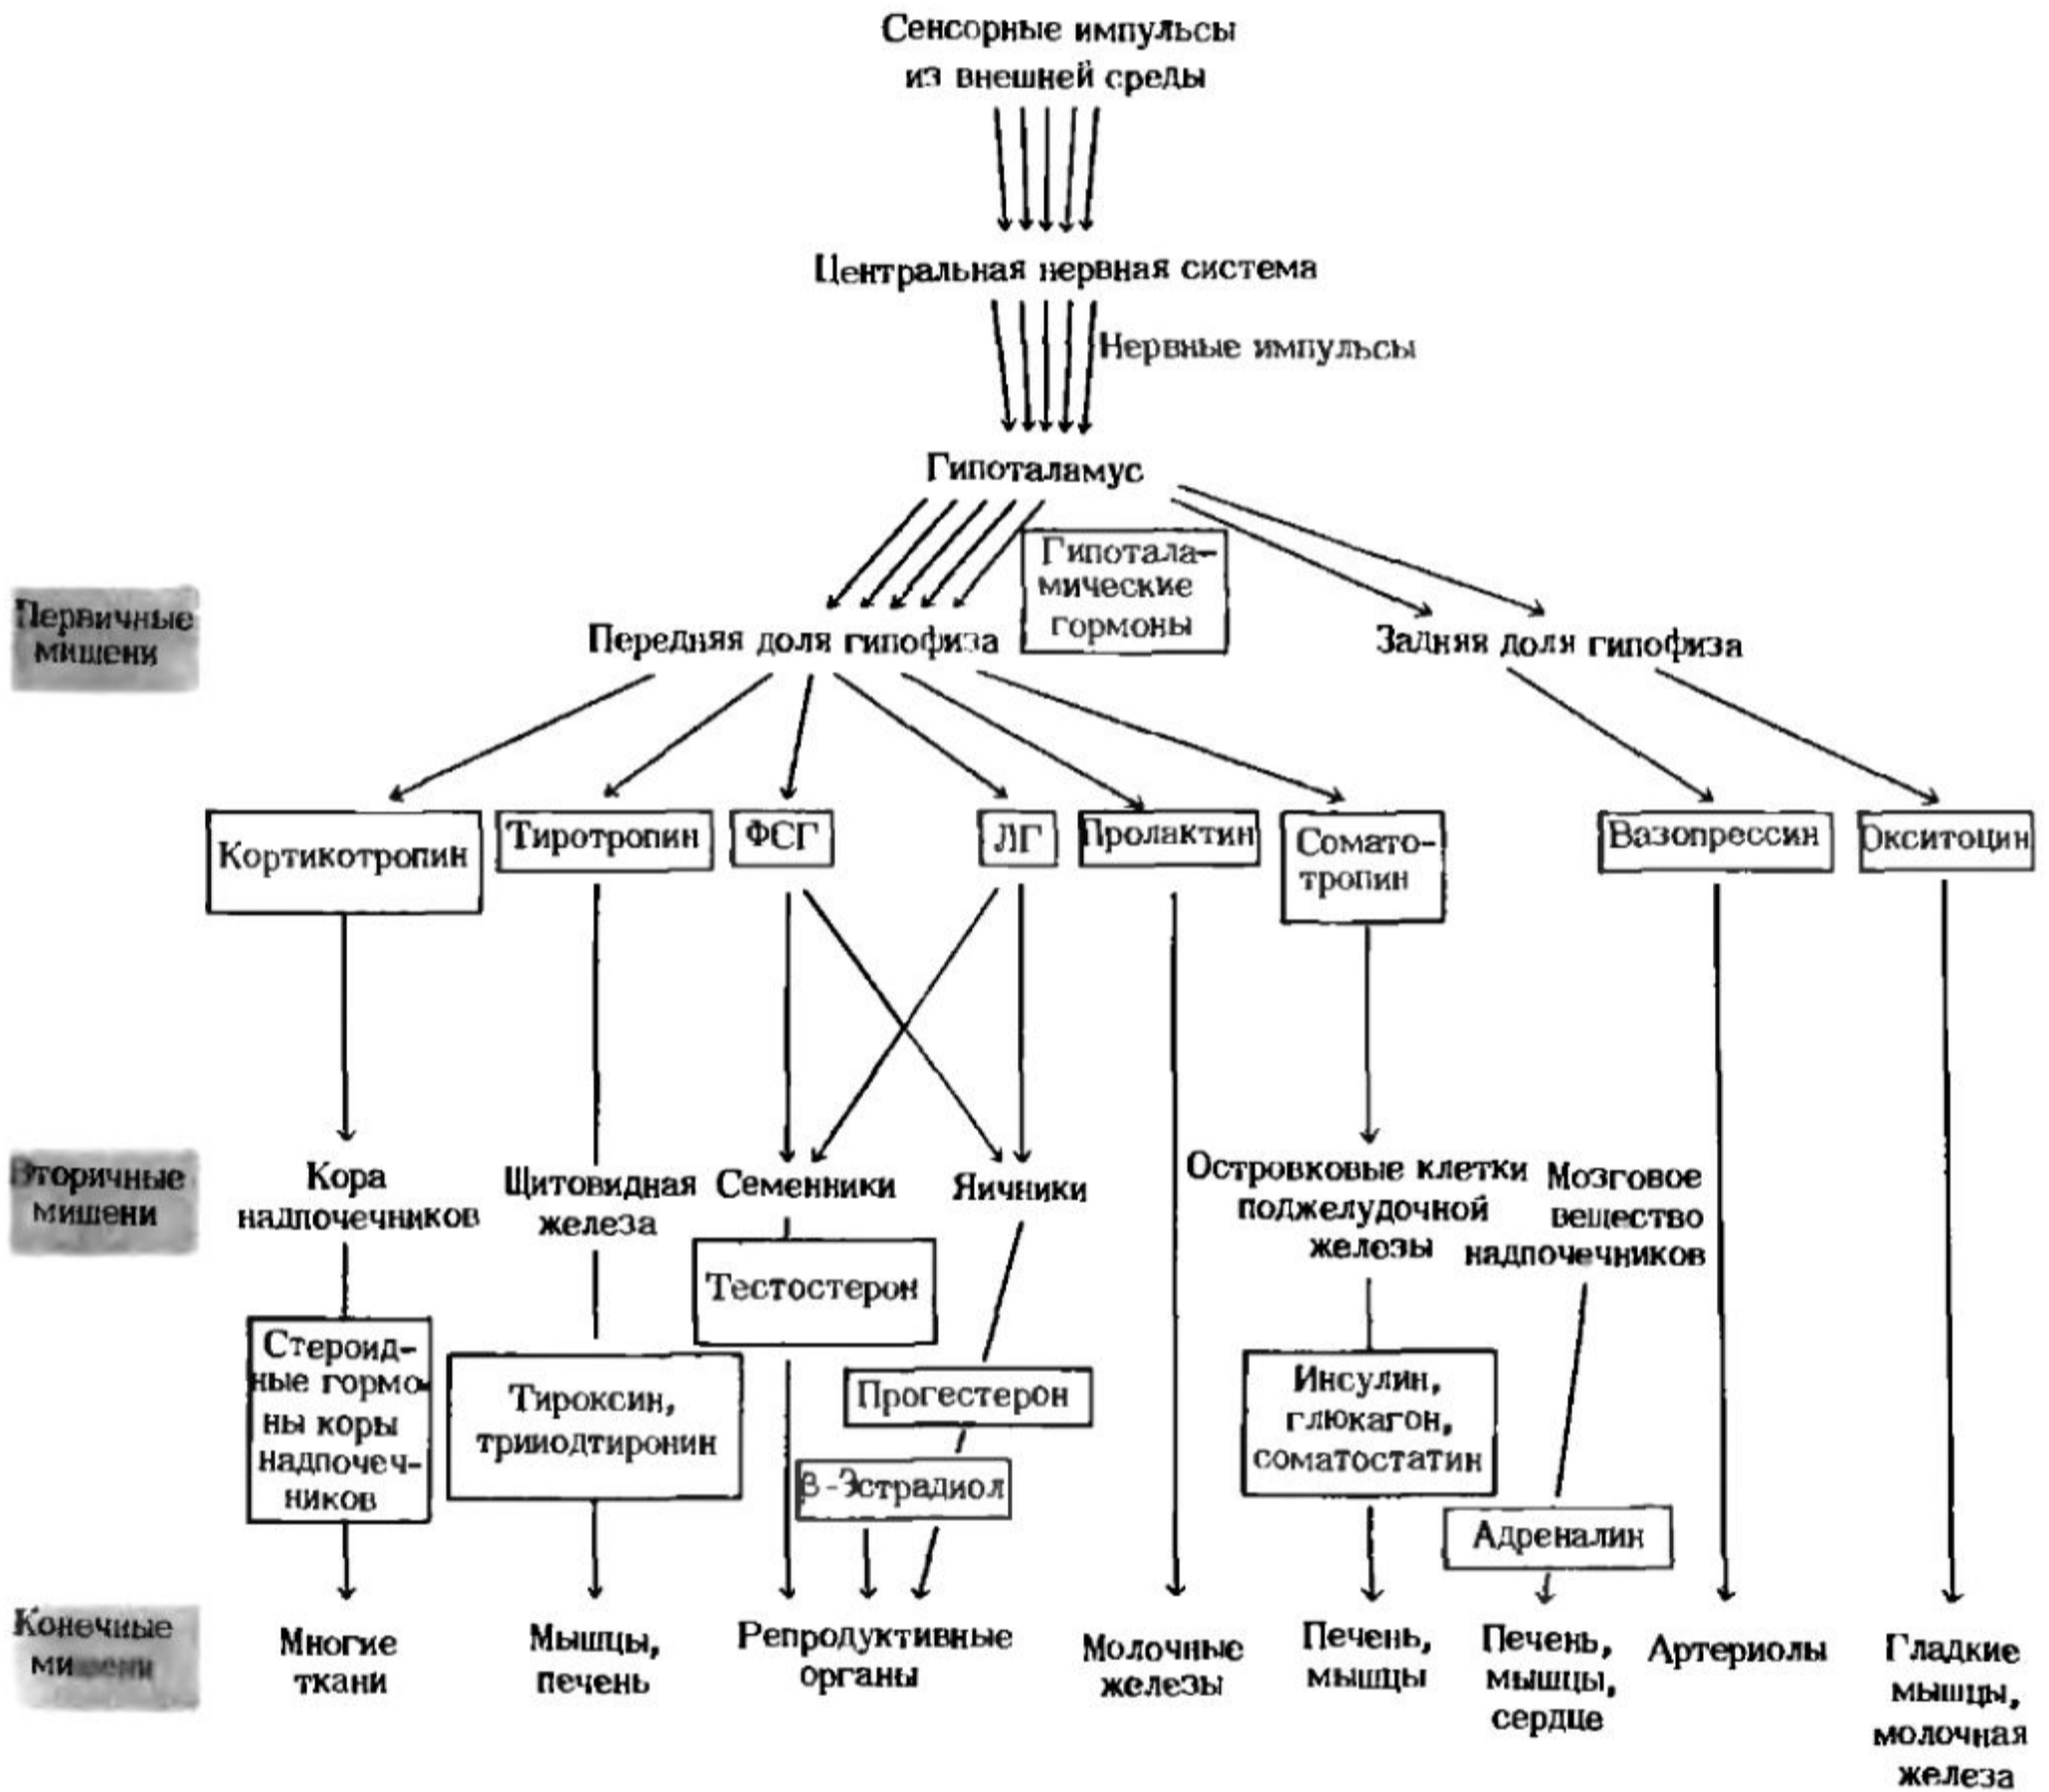 Сенсорные импульсы
из внешней среды
Центральная нервная система
Нервные импульсы
Гипоталамус
Гипотала-
мические
гормоны
Первичные
мишени
Передняя доля гипофиза
Задняя доля гипофиза
Кортикотропин
Тиротропин
ФСГ
ЛГ
Пролактин
Сомато-
тропин
Вазопрессин
Окситоцин
Вторичные
мишени
Кора
надпочечников
Щитовидная
железа
Семенники
Яичники
Островковые клетки
поджелудочной
железы
Мозговое
вещество
надпочечников
Стероид-
ные гормо-
ны коры
надпочеч-
ников
Тироксин,
трииодтиронин
Тестостерон
Прогестерон
β-Эстрадиол
Инсулин,
глюкагон,
соматостатин
Адреналин
Конечные
мишени
Многие
ткани
Мышцы,
печень
Репродуктивные
органы
Молочные
железы
Печень,
мышцы
Печень,
мышцы,
сердце
Артериолы
Гладкие
мышцы,
молочная
железа